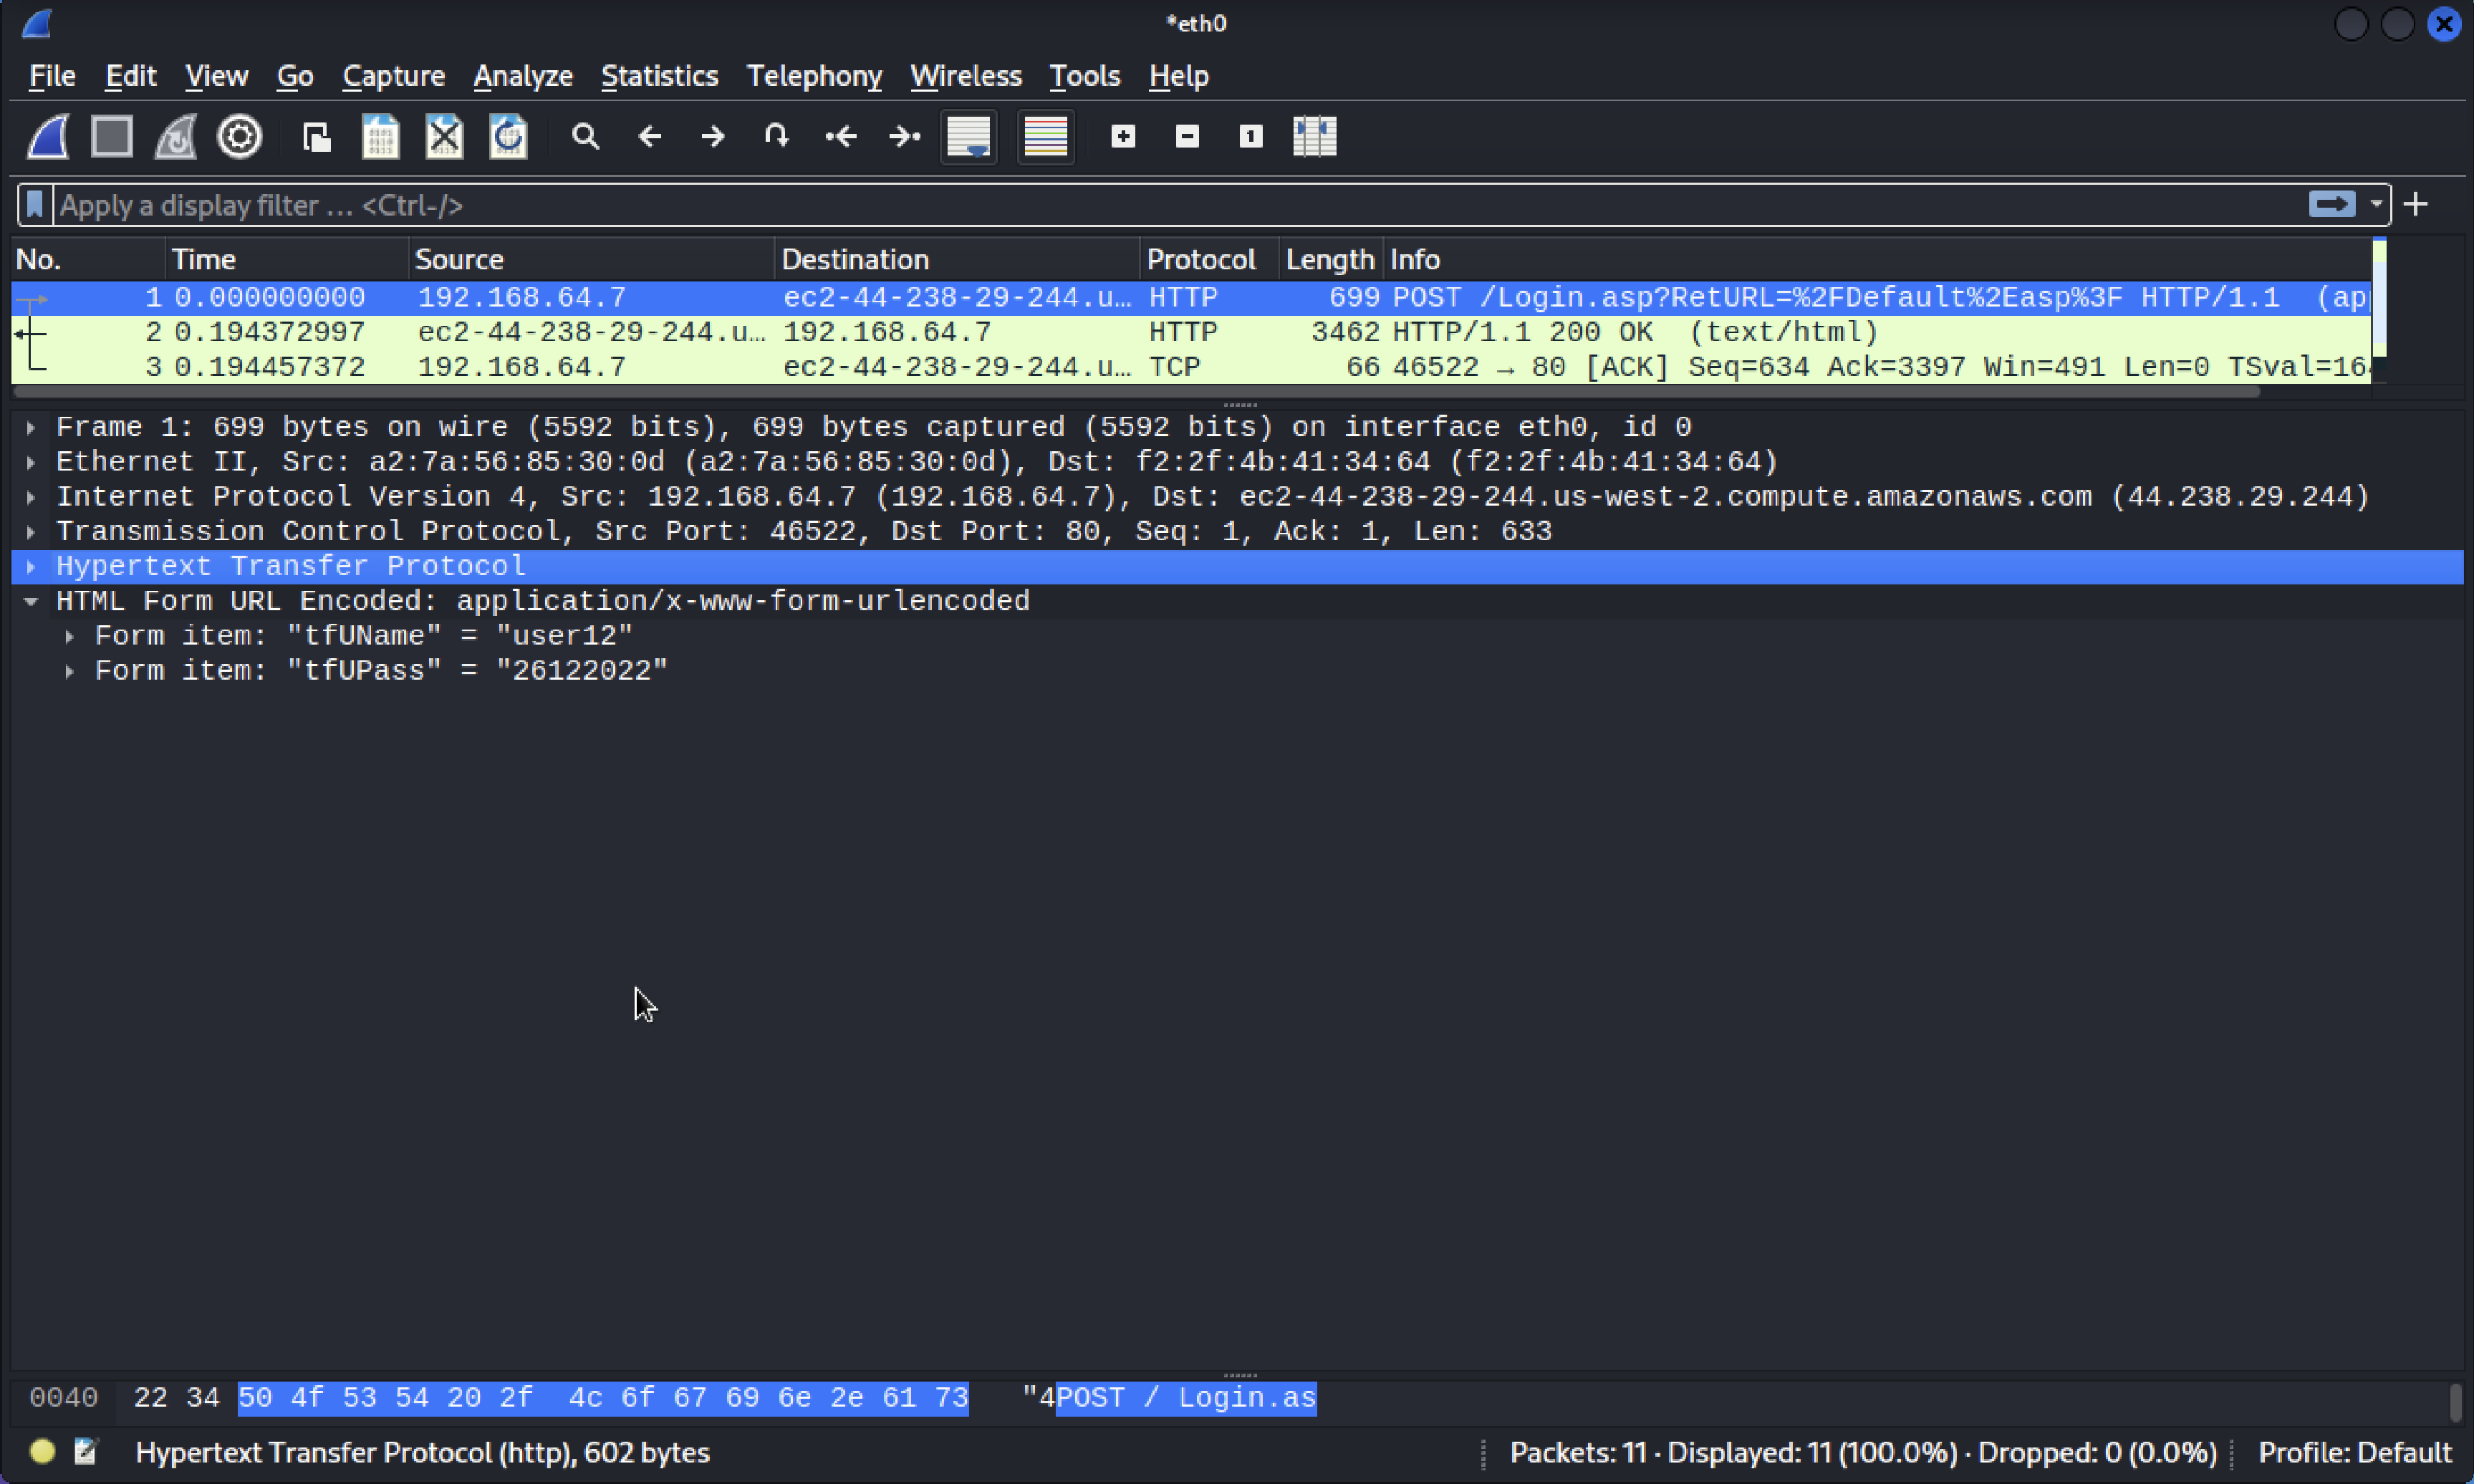 *eth0
File Edit View Go Capture Analyze Statistics Telephony Wireless Tools Help
Apply a display filter … <Ctrl-/>
No. Time Source Destination Protocol Length Info
1 0.000000000 192.168.64.7 ec2-44-238-29-244.u… HTTP 699 POST /Login.asp?RetURL=%2FDefault%2Easp%3F HTTP/1.1 (ap
2 0.194372997 ec2-44-238-29-244.u… 192.168.64.7 HTTP 3462 HTTP/1.1 200 OK (text/html)
3 0.194457372 192.168.64.7 ec2-44-238-29-244.u… TCP 66 46522 → 80 [ACK] Seq=634 Ack=3397 Win=491 Len=0 TSval=16
Frame 1: 699 bytes on wire (5592 bits), 699 bytes captured (5592 bits) on interface eth0, id 0
Ethernet II, Src: a2:7a:56:85:30:0d (a2:7a:56:85:30:0d), Dst: f2:2f:4b:41:34:64 (f2:2f:4b:41:34:64)
Internet Protocol Version 4, Src: 192.168.64.7 (192.168.64.7), Dst: ec2-44-238-29-244.us-west-2.compute.amazonaws.com (44.238.29.244)
Transmission Control Protocol, Src Port: 46522, Dst Port: 80, Seq: 1, Ack: 1, Len: 633
Hypertext Transfer Protocol
HTML Form URL Encoded: application/x-www-form-urlencoded
Form item: "tfUName" = "user12"
Form item: "tfUPass" = "26122022"
0040 22 34 50 4f 53 54 20 2f 4c 6f 67 69 6e 2e 61 73 "4POST / Login.as
Hypertext Transfer Protocol (http), 602 bytes Packets: 11 · Displayed: 11 (100.0%) · Dropped: 0 (0.0%) Profile: Default